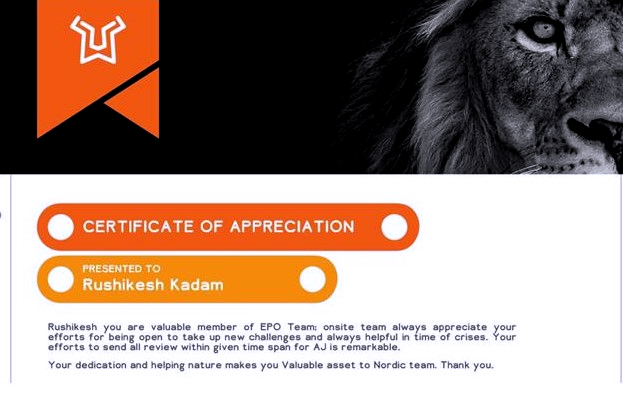 CERTIFICATE OF APPRECIATION
PRESENTED TO
Rushikesh Kadam
Rushikesh you are valuable member of EPO Team; onsite team always appreciate your
efforts for being open to take up new challenges and always helpful in time of crises. Your
efforts to send all review within given time span for AJ is remarkable.
Your dedication and helping nature makes you Valuable asset to Nordic team. Thank you.